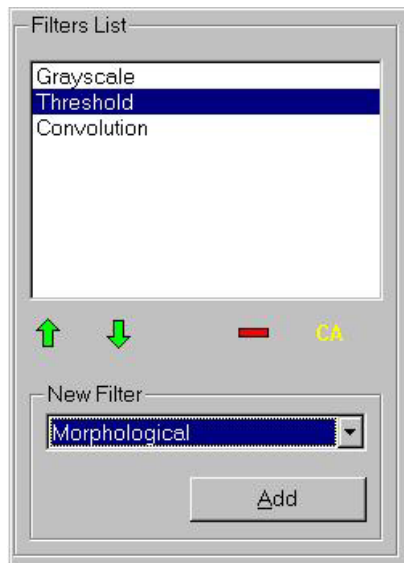 Filters List
Grayscale
Threshold
Convolution
CA
New Filter
Morphological
Add